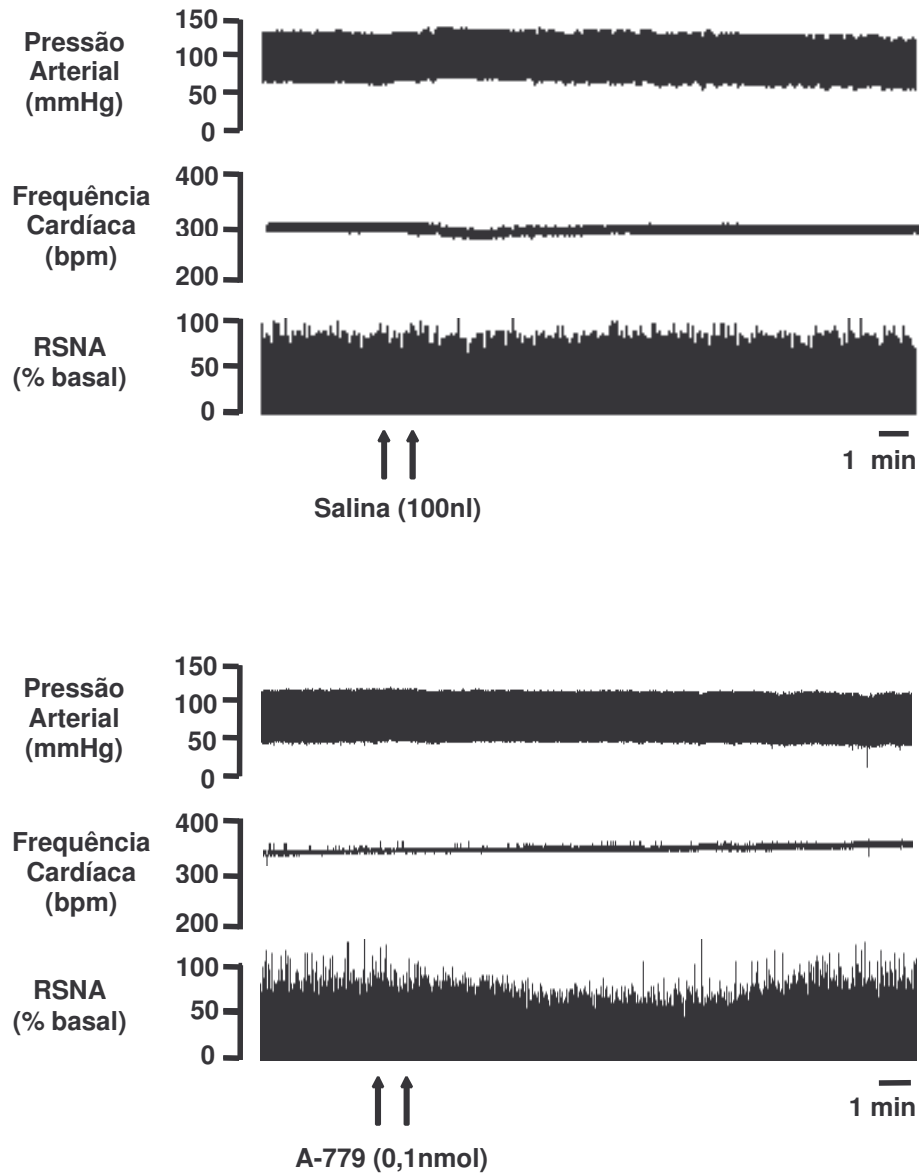 Pressão
Arterial
(mmHg)
150
100
50
0
Frequência
Cardíaca
(bpm)
400
300
200
RSNA
(% basal)
100
50
0
1 min
Salina (100nl)
Pressão
Arterial
(mmHg)
150
100
50
0
Frequência
Cardíaca
(bpm)
400
300
200
RSNA
(% basal)
100
50
0
1 min
A-779 (0,1nmol)